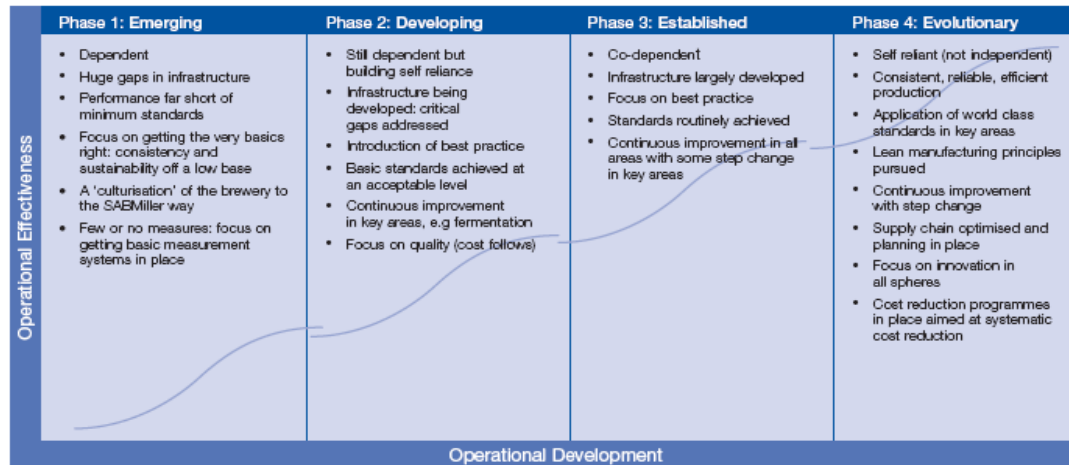 Operational Effectiveness
Phase 1: Emerging
• Dependent
• Huge gaps in infrastructure
• Performance far short of
minimum standards
• Focus on getting the very basics
right: consistency and
sustainability off a low base
• A 'culturisation' of the brewery to
the SABMiller way
• Few or no measures: focus on
getting basic measurement
systems in place
Phase 2: Developing
• Still dependent but
building self reliance
• Infrastructure being
developed: critical
gaps addressed
• Introduction of best practice
• Basic standards achieved at
an acceptable level
• Continuous improvement
in key areas, e.g fermentation
• Focus on quality (cost follows)
Phase 3: Established
• Co-dependent
• Infrastructure largely developed
• Focus on best practice
• Standards routinely achieved
• Continuous improvement in all
areas with some step change
in key areas
Phase 4: Evolutionary
• Self reliant (not independent)
• Consistent, reliable, efficient
production
• Application of world class
standards in key areas
• Lean manufacturing principles
pursued
• Continuous improvement
with step change
• Supply chain optimised and
planning in place
• Focus on innovation in
all spheres
• Cost reduction programmes
in place aimed at systematic
cost reduction
Operational Development